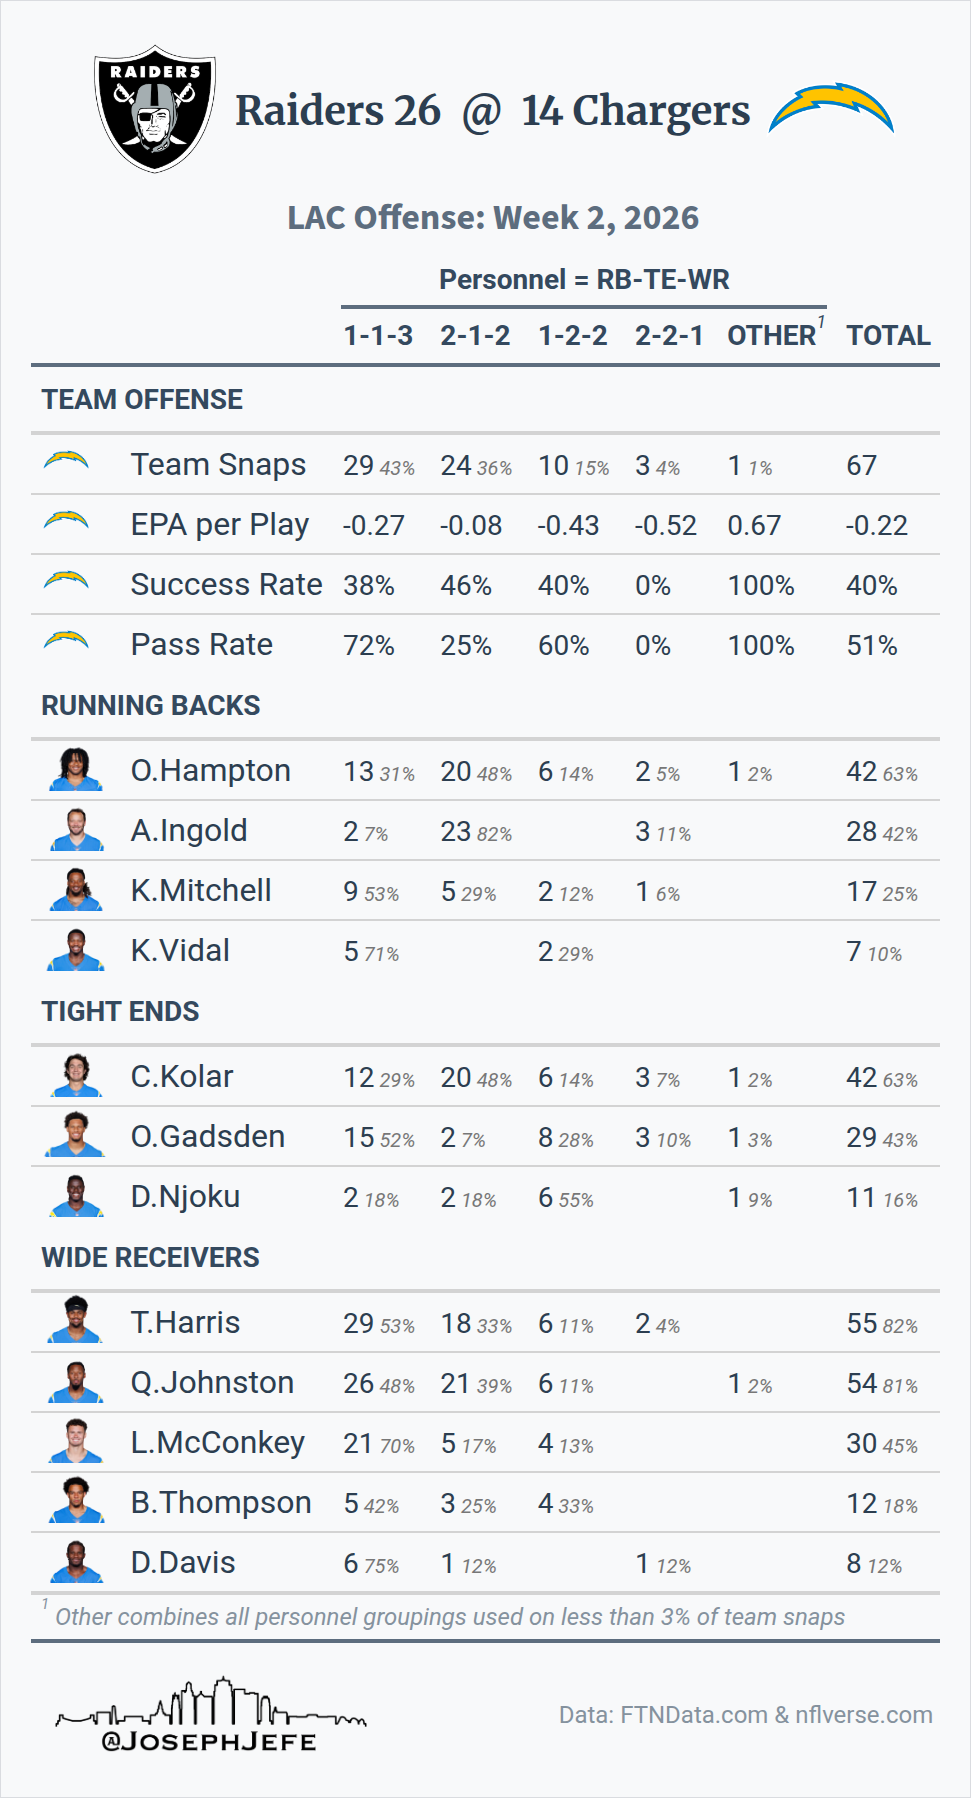 RAIDERS
Raiders 26 @ 14 Chargers
LAC Offense: Week 2, 2026
Personnel = RB-TE-WR
1-1-3 2-1-2 1-2-2 2-2-1 OTHER¹ TOTAL
TEAM OFFENSE
Team Snaps 29 43% 24 36% 10 15% 3 4% 1 1% 67
EPA per Play -0.27 -0.08 -0.43 -0.52 0.67 -0.22
Success Rate 38% 46% 40% 0% 100% 40%
Pass Rate 72% 25% 60% 0% 100% 51%
RUNNING BACKS
O.Hampton 13 31% 20 48% 6 14% 2 5% 1 2% 42 63%
A.Ingold 2 7% 23 82% 3 11% 28 42%
K.Mitchell 9 53% 5 29% 2 12% 1 6% 17 25%
K.Vidal 5 71% 2 29% 7 10%
TIGHT ENDS
C.Kolar 12 29% 20 48% 6 14% 3 7% 1 2% 42 63%
O.Gadsden 15 52% 2 7% 8 28% 3 10% 1 3% 29 43%
D.Njoku 2 18% 2 18% 6 55% 1 9% 11 16%
WIDE RECEIVERS
T.Harris 29 53% 18 33% 6 11% 2 4% 55 82%
Q.Johnston 26 48% 21 39% 6 11% 1 2% 54 81%
L.McConkey 21 70% 5 17% 4 13% 30 45%
B.Thompson 5 42% 3 25% 4 33% 12 18%
D.Davis 6 75% 1 12% 1 12% 8 12%
¹ Other combines all personnel groupings used on less than 3% of team snaps
@JOSEPHJEFE
Data: FTNData.com & nflverse.com